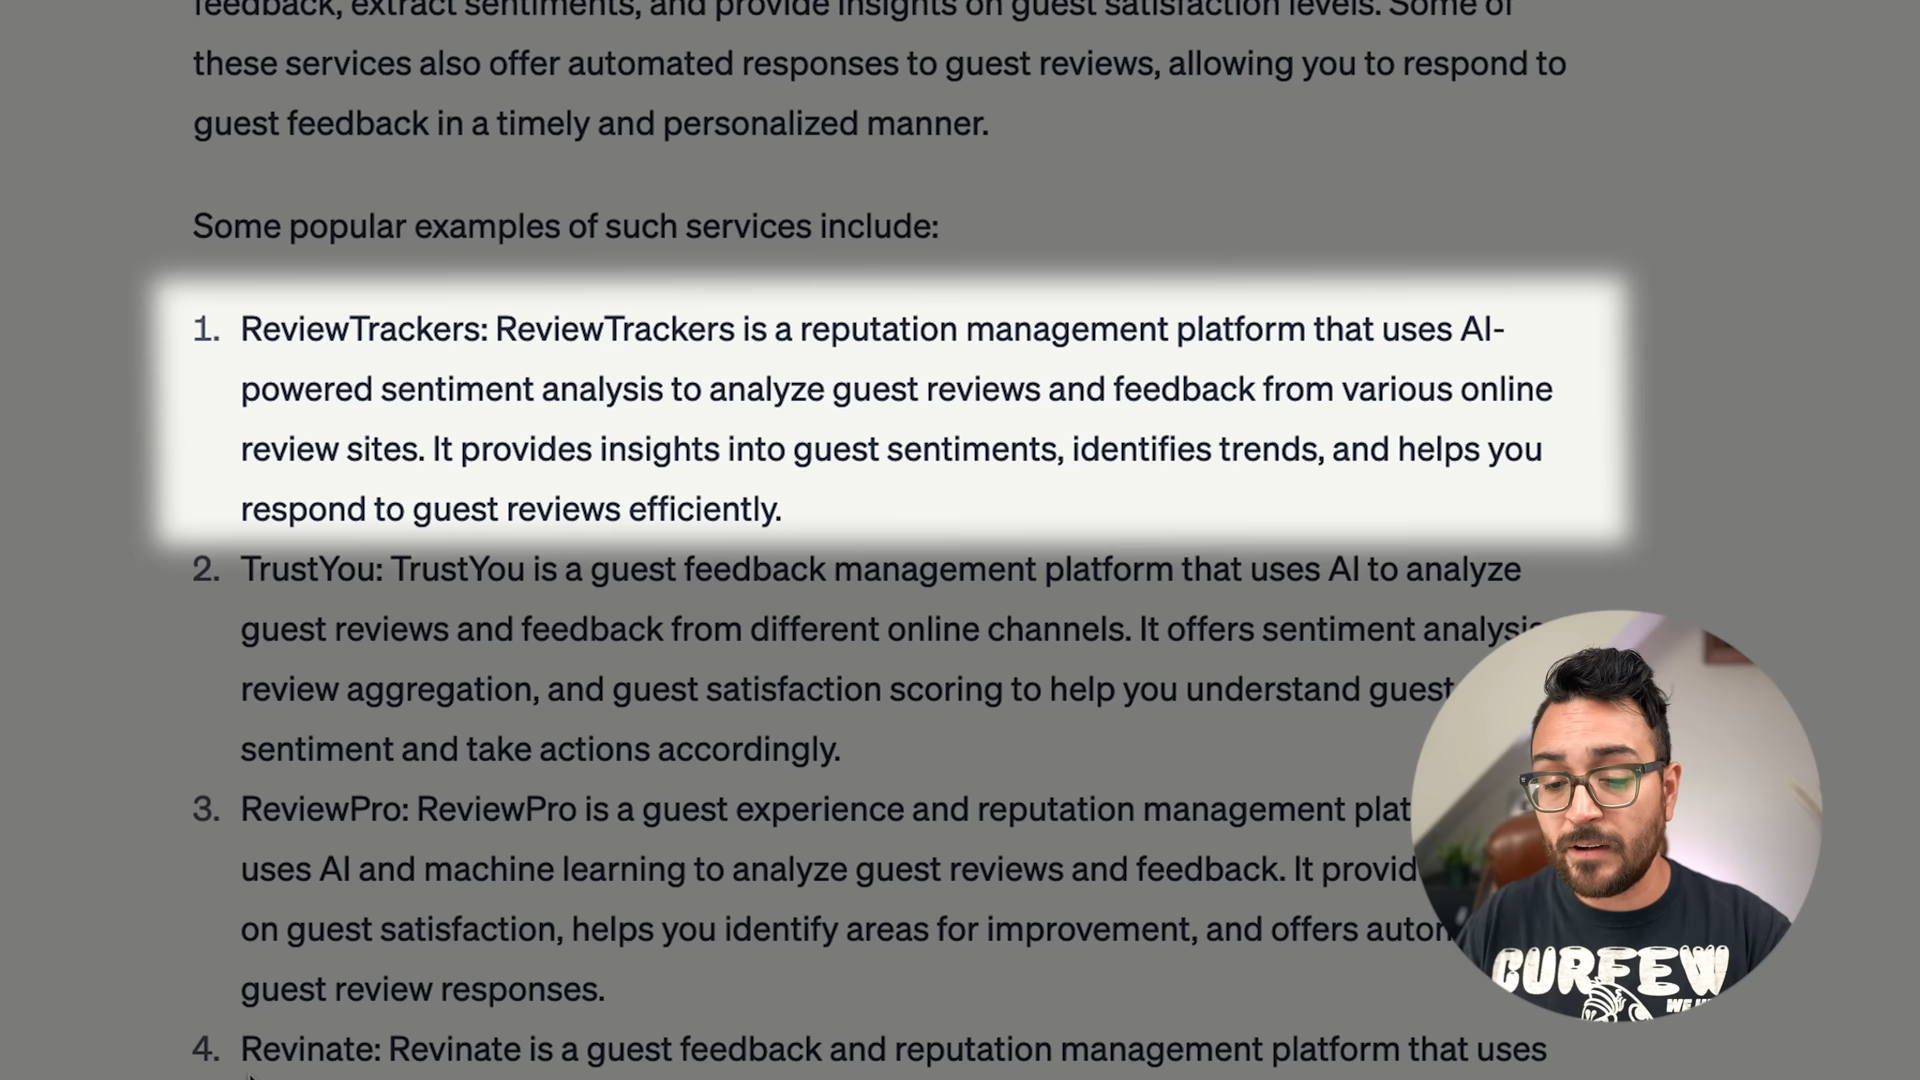 feedback, extract sentiments, and provide insights on guest satisfaction levels. Some of
these services also offer automated responses to guest reviews, allowing you to respond to
guest feedback in a timely and personalized manner.
Some popular examples of such services include:
1. ReviewTrackers: ReviewTrackers is a reputation management platform that uses AI-
powered sentiment analysis to analyze guest reviews and feedback from various online
review sites. It provides insights into guest sentiments, identifies trends, and helps you
respond to guest reviews efficiently.
2. TrustYou: TrustYou is a guest feedback management platform that uses AI to analyze
guest reviews and feedback from different online channels. It offers sentiment analysis
review aggregation, and guest satisfaction scoring to help you understand guest
sentiment and take actions accordingly.
3. ReviewPro: ReviewPro is a guest experience and reputation management plat
uses AI and machine learning to analyze guest reviews and feedback. It provid
on guest satisfaction, helps you identify areas for improvement, and offers autom
guest review responses.
4. Revinate: Revinate is a guest feedback and reputation management platform that uses
CURFEW